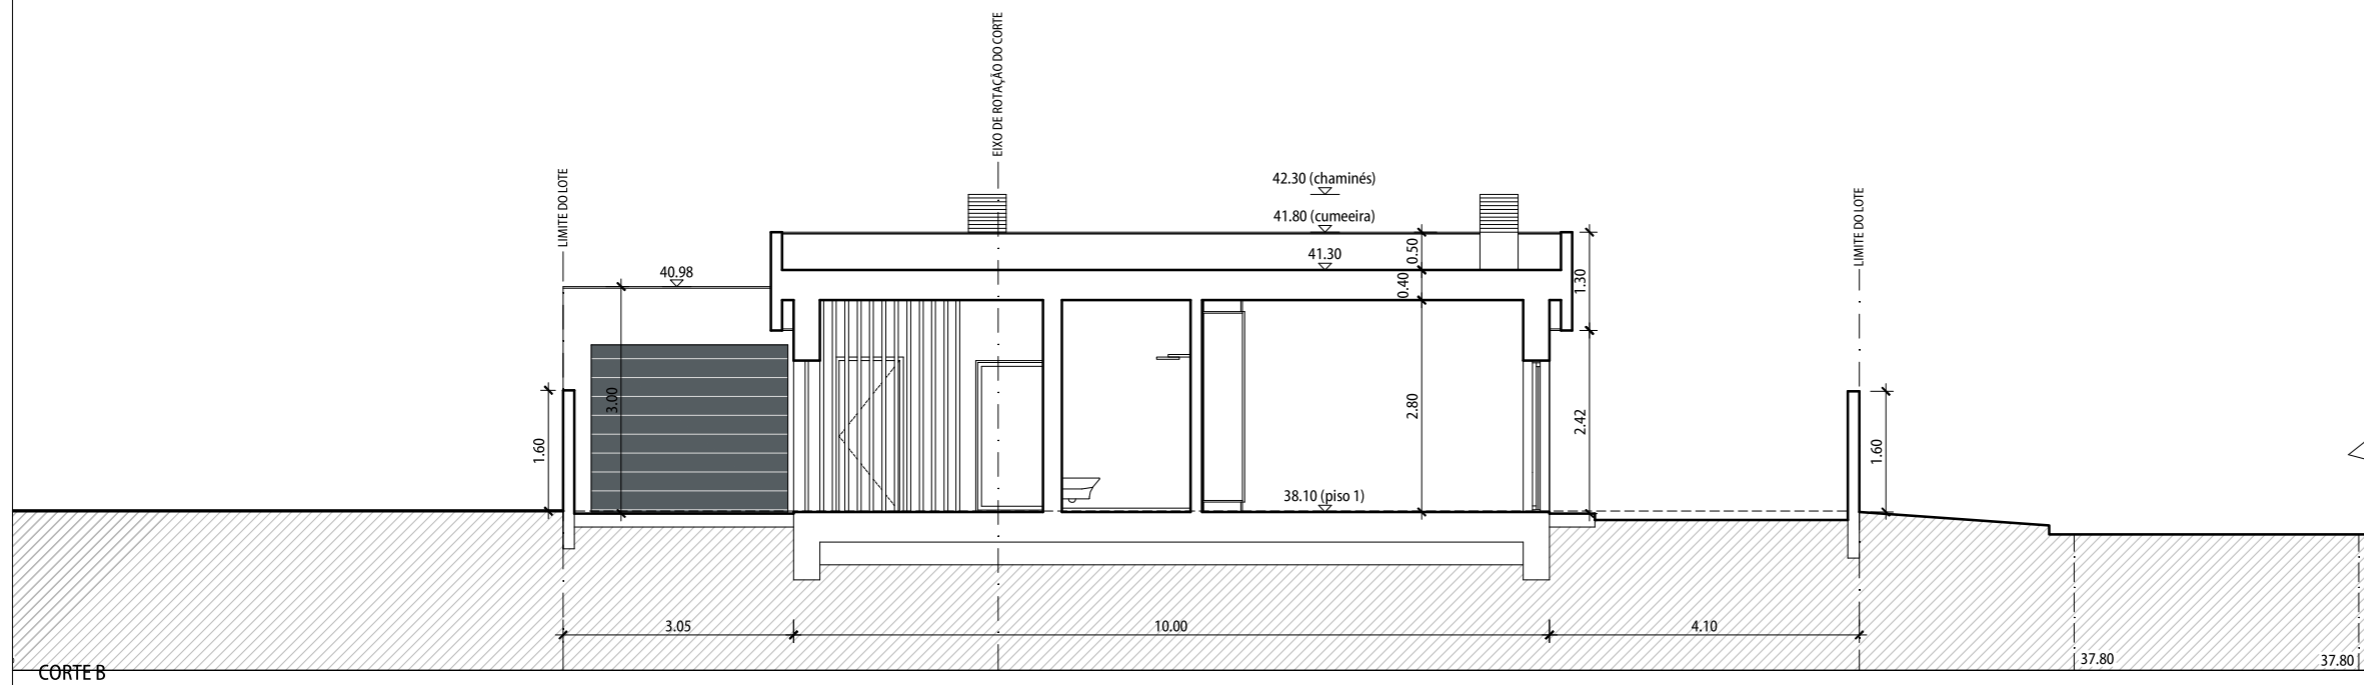 EIXO DE ROTAÇÃO DO CORTE
LIMITE DO LOTE
LIMITE DO LOTE
42.30 (chaminés)
41.80 (cumeeira)
41.30
40.98
0.50
0.40
1.30
3.00
2.80
2.42
1.60
1.60
38.10 (piso 1)
3.05
10.00
4.10
37.80
37.80
CORTE B